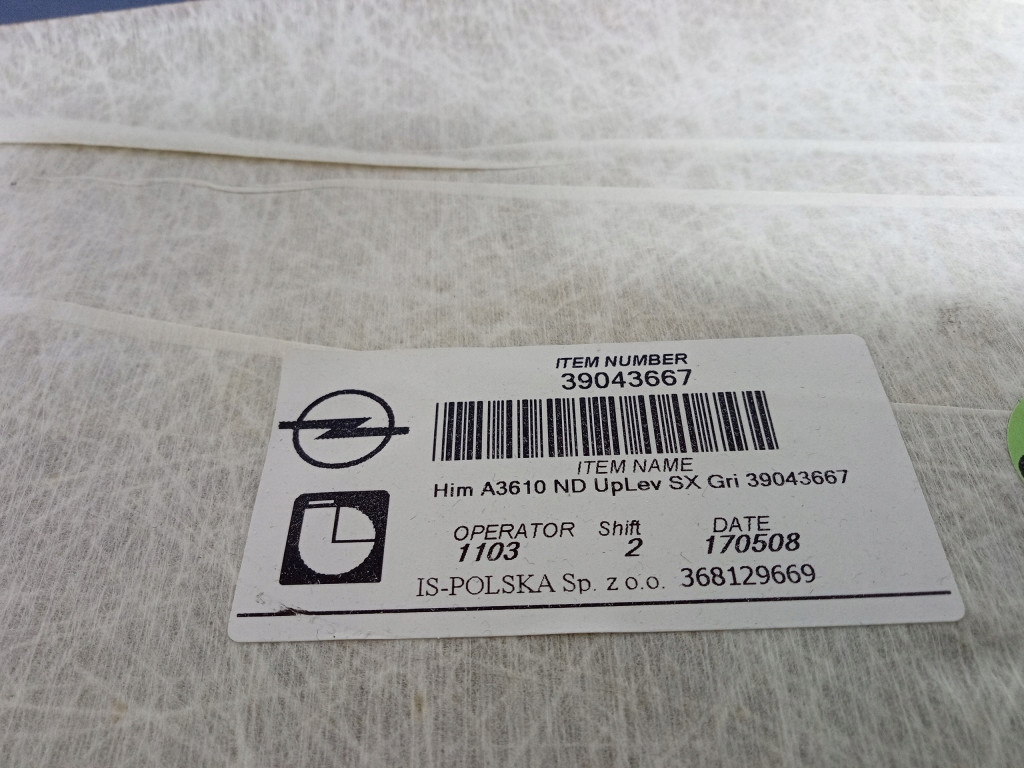 ITEM NUMBER
39043667
ITEM NAME
Him A3610 ND UpLev SX Gri 39043667
OPERATOR Shift DATE
1103 2 170508
IS-POLSKA Sp. z o.o. 368129669